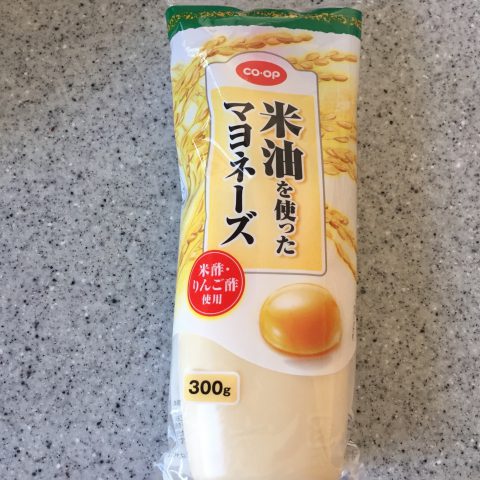 CO・OP
米油を使った
マヨネーズ
米酢・
りんご酢
使用
300g